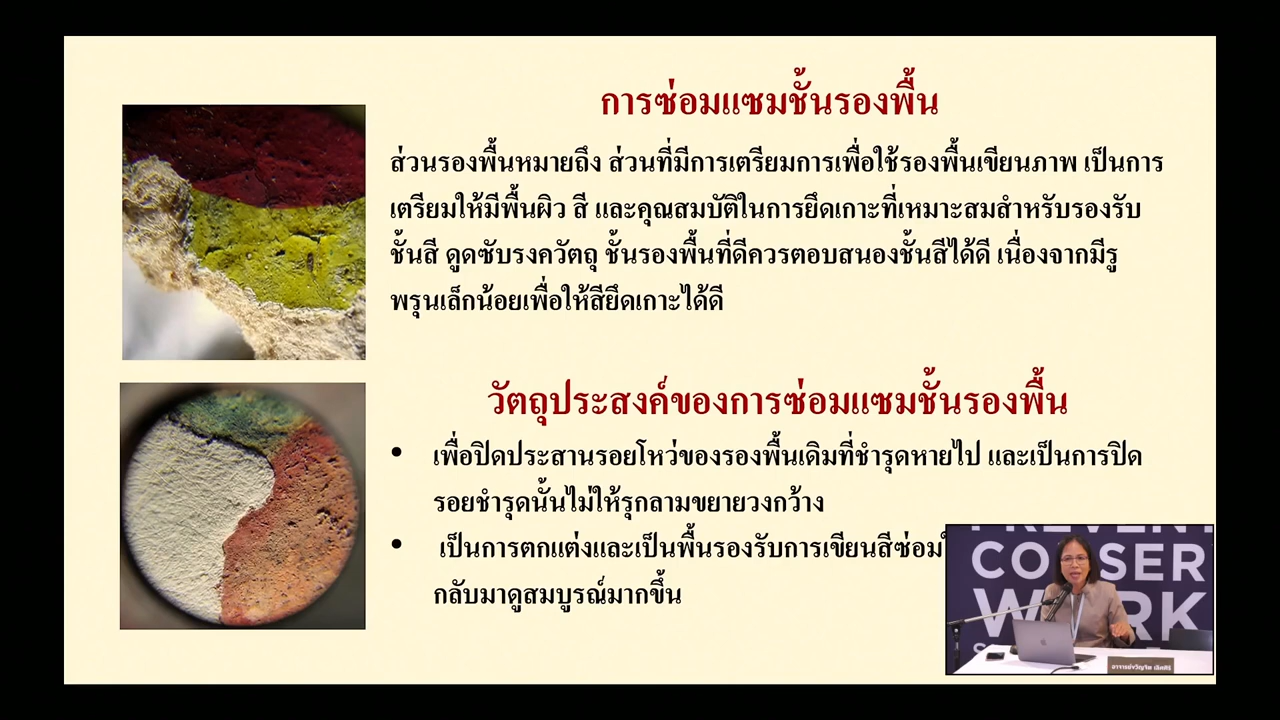 การซ่อมแซมชั้นรองพื้น
ส่วนรองพื้นหมายถึง ส่วนที่มีการเตรียมการเพื่อใช้รองพื้นเขียนภาพ เป็นการ
เตรียมให้มีพื้นผิว สี และคุณสมบัติในการยึดเกาะที่เหมาะสมสำหรับรองรับ
ชั้นสี ดูดซับรงควัตถุ ชั้นรองพื้นที่ดีควรตอบสนองชั้นสีได้ดี เนื่องจากมีรู
พรุนเล็กน้อยเพื่อให้สียึดเกาะได้ดี
วัตถุประสงค์ของการซ่อมแซมชั้นรองพื้น
• เพื่อปิดประสานรอยโหว่ของรองพื้นเดิมที่ชำรุดหายไป และเป็นการปิด
รอยชำรุดนั้นไม่ให้รุกลามขยายวงกว้าง
• เป็นการตกแต่งและเป็นพื้นรองรับการเขียนสีซ่อม
กลับมาดูสมบูรณ์มากขึ้น
PREVENT
CO SER
W RK